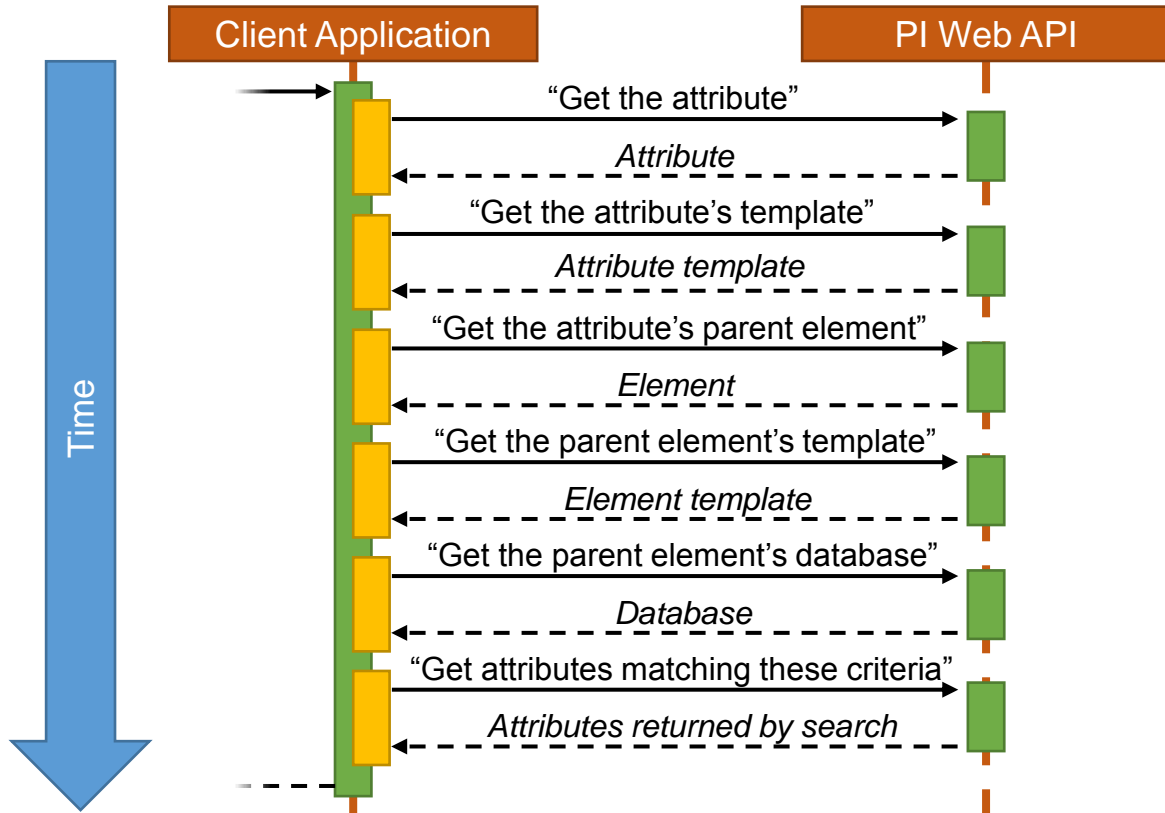 Client Application
PI Web API
Time
“Get the attribute”
Attribute
“Get the attribute’s template”
Attribute template
“Get the attribute’s parent element”
Element
“Get the parent element’s template”
Element template
“Get the parent element’s database”
Database
“Get attributes matching these criteria”
Attributes returned by search